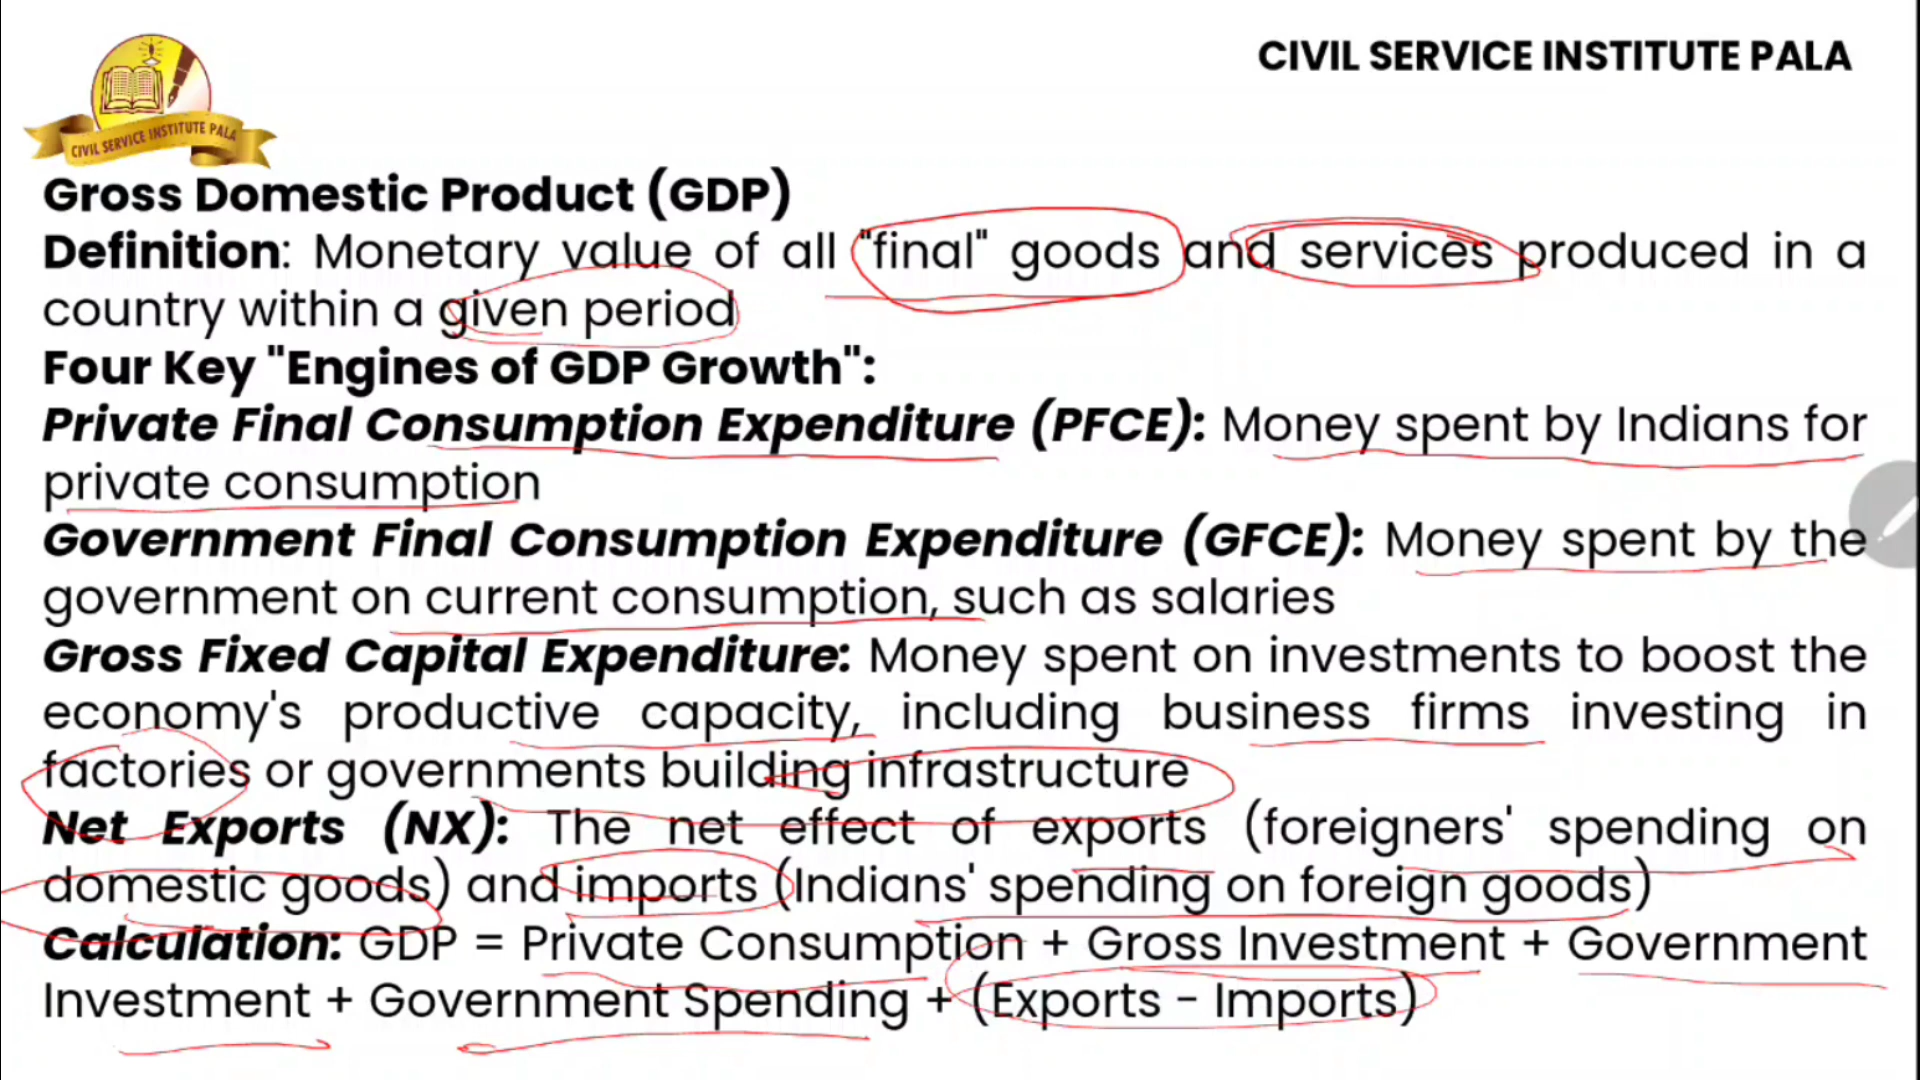 CIVIL SERVICE INSTITUTE PALA
CIVIL SERVICE INSTITUTE PALA
Gross Domestic Product (GDP)
Definition: Monetary value of all "final" goods and services produced in a
country within a given period
Four Key "Engines of GDP Growth":
Private Final Consumption Expenditure (PFCE): Money spent by Indians for
private consumption
Government Final Consumption Expenditure (GFCE): Money spent by the
government on current consumption, such as salaries
Gross Fixed Capital Expenditure: Money spent on investments to boost the
economy's productive capacity, including business firms investing in
factories or governments building infrastructure
Net Exports (NX): The net effect of exports (foreigners' spending on
domestic goods) and imports (Indians' spending on foreign goods)
Calculation: GDP = Private Consumption + Gross Investment + Government
Investment + Government Spending + (Exports - Imports)